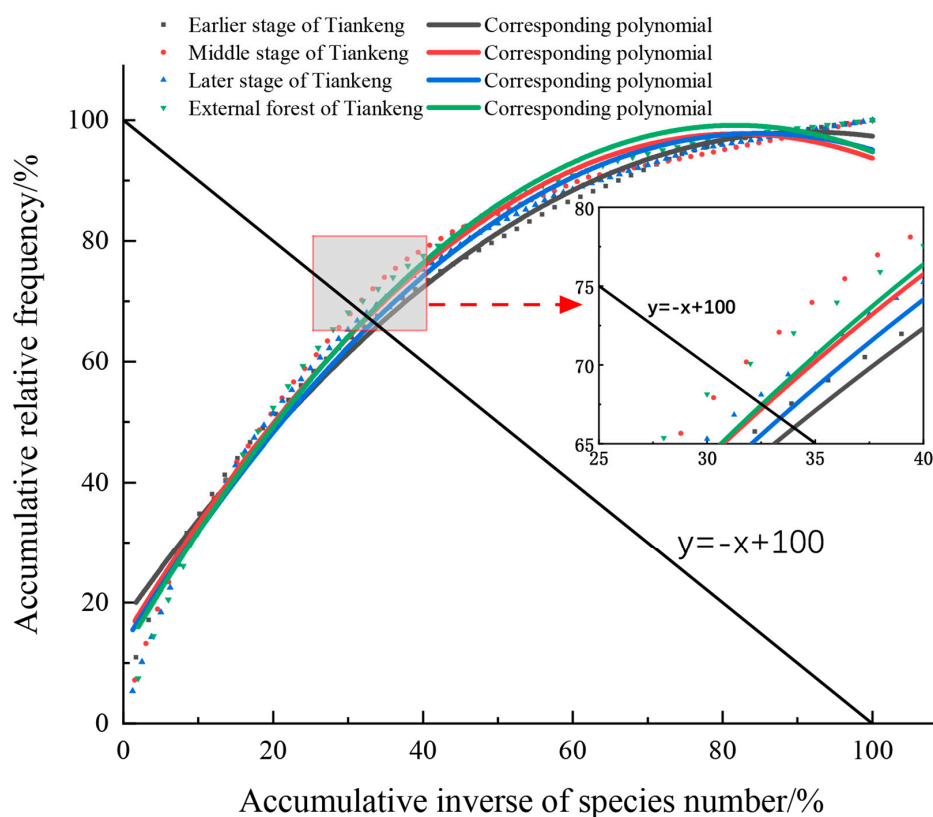 Earlier stage of Tiankeng Corresponding polynomial
Middle stage of Tiankeng Corresponding polynomial
Later stage of Tiankeng Corresponding polynomial
External forest of Tiankeng Corresponding polynomial
100
80
60
40
20
0
0 20 40 60 80 100
Accumulative relative frequency/%
Accumulative inverse of species number/%
y=-x+100
80
75
70
65
25 30 35 40
y=-x+100